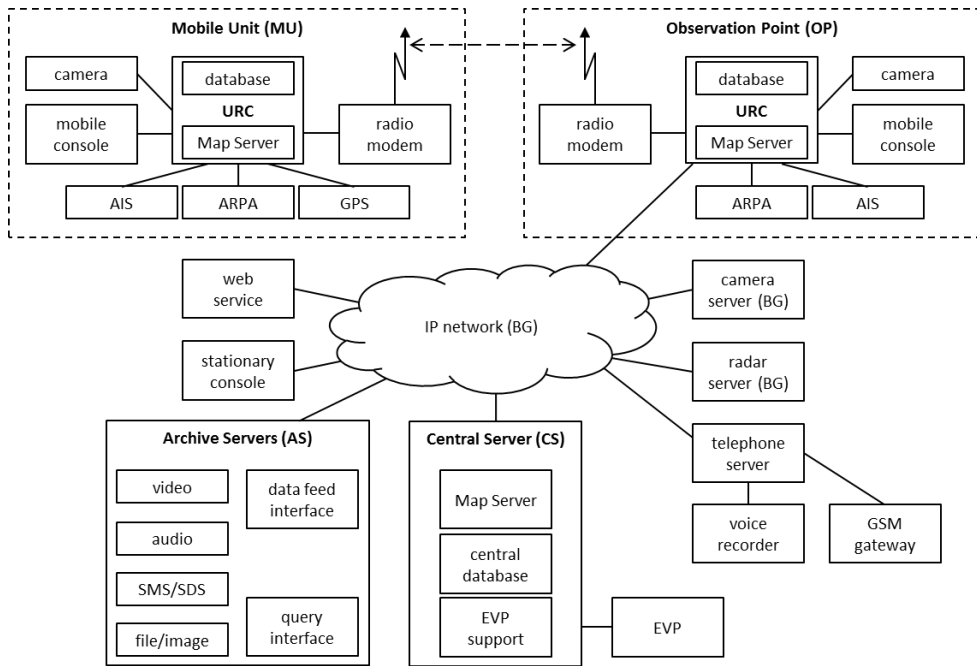 Mobile Unit (MU)
camera
mobile
console
database
URC
Map Server
radio
modem
AIS
ARPA
GPS
Observation Point (OP)
radio
modem
database
URC
Map Server
camera
mobile
console
ARPA
AIS
web
service
stationary
console
IP network (BG)
camera
server (BG)
radar
server (BG)
telephone
server
voice
recorder
GSM
gateway
Archive Servers (AS)
video
audio
SMS/SDS
file/image
data feed
interface
query
interface
Central Server (CS)
Map Server
central
database
EVP
support
EVP